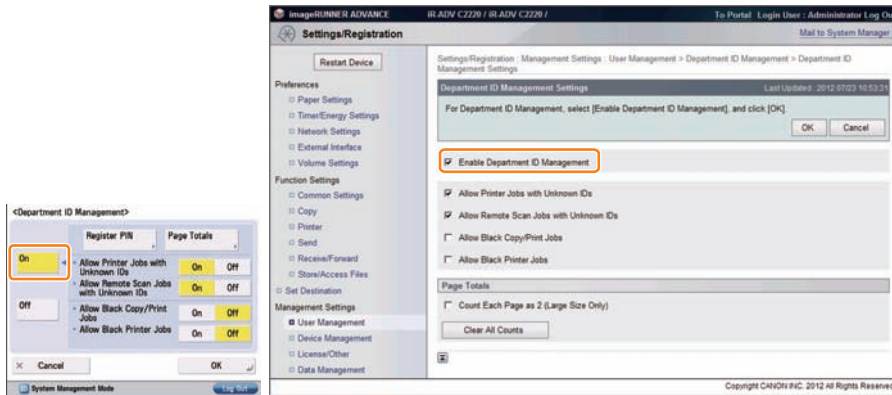 <Department ID Management>
Register PIN
Page Totals
On
Allow Printer Jobs with Unknown IDs
On
Off
Allow Remote Scan Jobs with Unknown IDs
On
Off
Off
Allow Black Copy/Print Jobs
On
Off
Allow Black Printer Jobs
On
Off
Cancel
OK
System Management Mode
Log Out
imageRUNNER ADVANCE
iR-ADV C2220 / iR-ADV C2220 /
To Portal Login User : Administrator Log Ou
Settings/Registration
Mail to System Manager
Restart Device
Preferences
Paper Settings
Timer/Energy Settings
Network Settings
External Interface
Volume Settings
Function Settings
Common Settings
Copy
Printer
Send
Receive/Forward
Store/Access Files
Set Destination
Management Settings
User Management
Device Management
License/Other
Data Management
Settings/Registration : Management Settings : User Management > Department ID Management > Department ID
Management Settings
Department ID Management Settings
Last Updated : 2012 07/23 10:53:31
For Department ID Management, select [Enable Department ID Management], and click [OK].
OK
Cancel
Enable Department ID Management
Allow Printer Jobs with Unknown IDs
Allow Remote Scan Jobs with Unknown IDs
Allow Black Copy/Print Jobs
Allow Black Printer Jobs
Page Totals
Count Each Page as 2 (Large Size Only)
Clear All Counts
Copyright CANON INC. 2012 All Rights Reserved